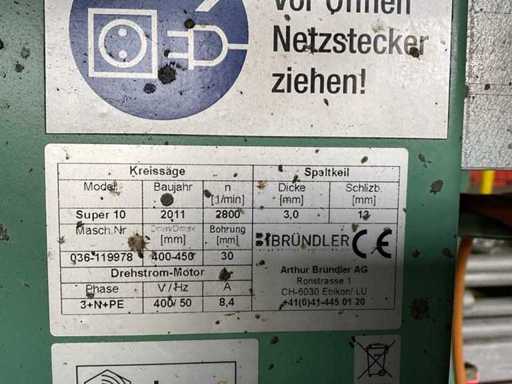 Vor Öffnen
Netzstecker
ziehen!
Kreissäge Spaltkeil
Model Baujahr n Dicke Schlizb.
[1/min] [mm] [mm]
Super 10 2011 2800 3,0 12
Masch.Nr Dmin/Dmax Bohrung
[mm] [mm]
036-119978 400-450 30
BRÜNDLER CE
Drehstrom-Motor
Arthur Bründler AG
Phase V / Hz A
Ronstrasse 1
CH-6030 Ebikon/ LU
3+N+PE 400/ 50 8,4
+41(0)41-445 01 20